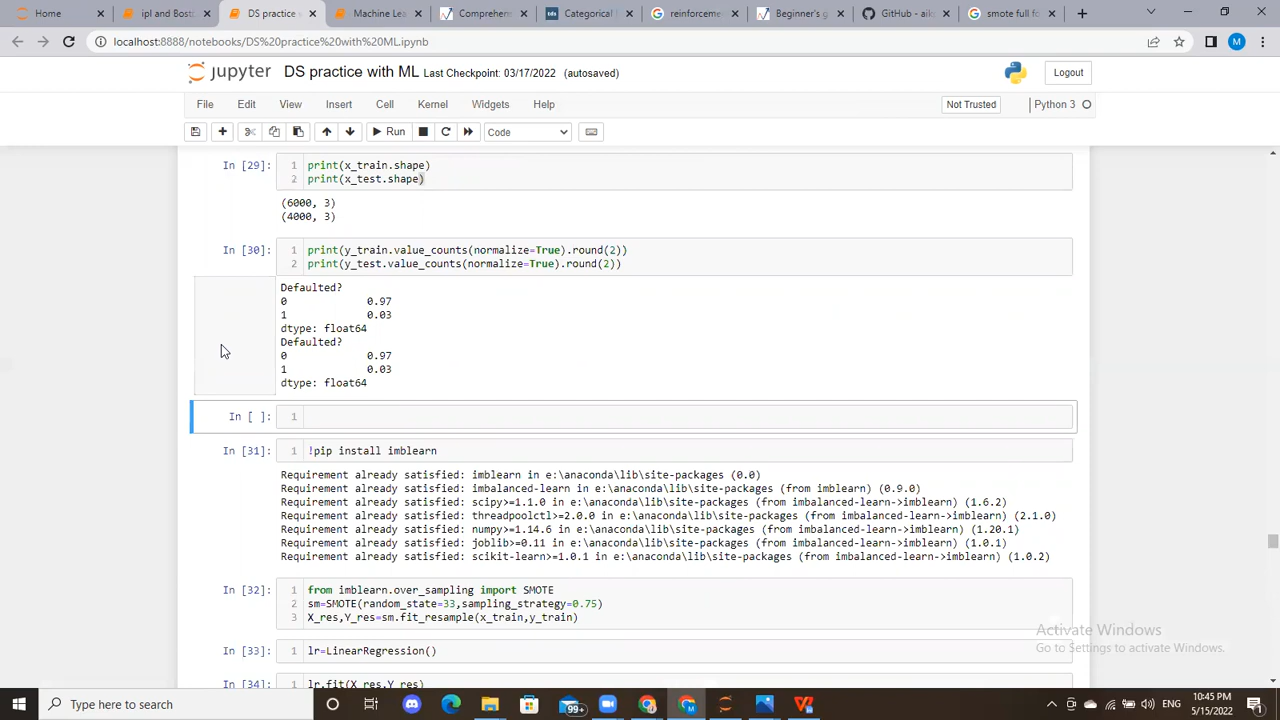 Home
ipl and Bosto
DS practice w
Machine Lea
Comprehens
Categorical
reinforceme
Beginner's g
GitHub - aiko
smote full fo
localhost:8888/notebooks/DS%20practice%20with%20ML.ipynb
M
jupyter DS practice with ML Last Checkpoint: 03/17/2022 (autosaved)
Logout
File Edit View Insert Cell Kernel Widgets Help
Not Trusted
Python 3
Run
Code
In [29]: 1 print(x_train.shape)
2 print(x_test.shape)
(6000, 3)
(4000, 3)
In [30]: 1 print(y_train.value_counts(normalize=True).round(2))
2 print(y_test.value_counts(normalize=True).round(2))
Defaulted?
0 0.97
1 0.03
dtype: float64
Defaulted?
0 0.97
1 0.03
dtype: float64
In [ ]: 1
In [31]: 1 !pip install imblearn
Requirement already satisfied: imblearn in e:\anaconda\lib\site-packages (0.0)
Requirement already satisfied: imbalanced-learn in e:\anaconda\lib\site-packages (from imblearn) (0.9.0)
Requirement already satisfied: scipy>=1.1.0 in e:\anaconda\lib\site-packages (from imbalanced-learn->imblearn) (1.6.2)
Requirement already satisfied: threadpoolctl>=2.0.0 in e:\anaconda\lib\site-packages (from imbalanced-learn->imblearn) (2.1.0)
Requirement already satisfied: numpy>=1.14.6 in e:\anaconda\lib\site-packages (from imbalanced-learn->imblearn) (1.20.1)
Requirement already satisfied: joblib>=0.11 in e:\anaconda\lib\site-packages (from imbalanced-learn->imblearn) (1.0.1)
Requirement already satisfied: scikit-learn>=1.0.1 in e:\anaconda\lib\site-packages (from imbalanced-learn->imblearn) (1.0.2)
In [32]: 1 from imblearn.over_sampling import SMOTE
2 sm=SMOTE(random_state=33,sampling_strategy=0.75)
3 X_res,Y_res=sm.fit_resample(x_train,y_train)
In [33]: 1 lr=LinearRegression()
In [34]: 1 lr.fit(X_res,Y_res)
Activate Windows
Go to Settings to activate Windows.
Type here to search
99+
ENG
10:45 PM
5/15/2022